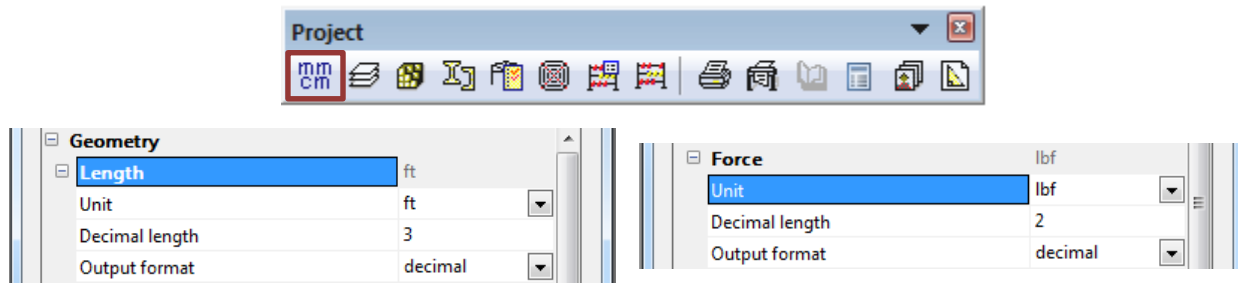 Project
mm
cm
Geometry
Length ft
Unit ft
Decimal length 3
Output format decimal
Force lbf
Unit lbf
Decimal length 2
Output format decimal